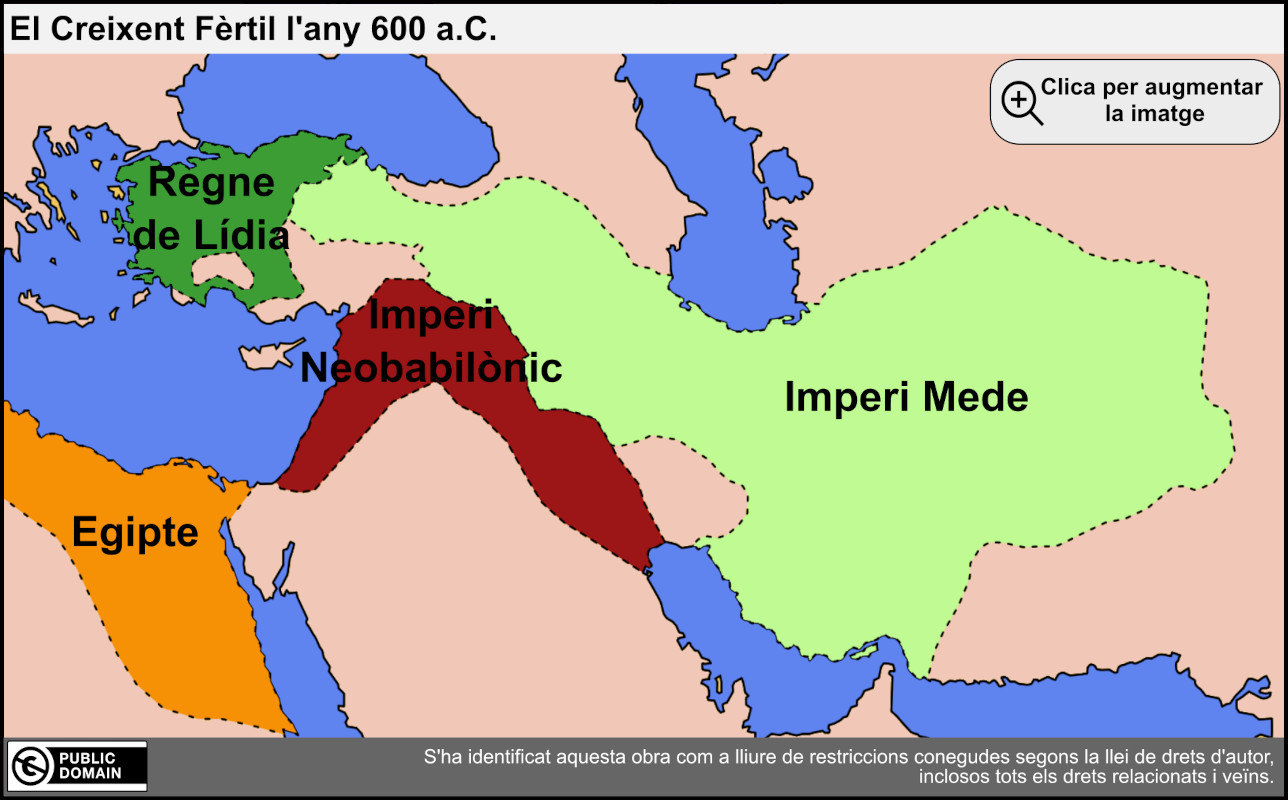 El Creixent Fèrtil l'any 600 a.C.
Clica per augmentar
la imatge
Regne
de Lídia
Imperi
Neobabilònic
Imperi Mede
Egipte
PUBLIC
DOMAIN
S'ha identificat aquesta obra com a lliure de restriccions conegudes segons la llei de drets d'autor,
inclosos tots els drets relacionats i veïns.